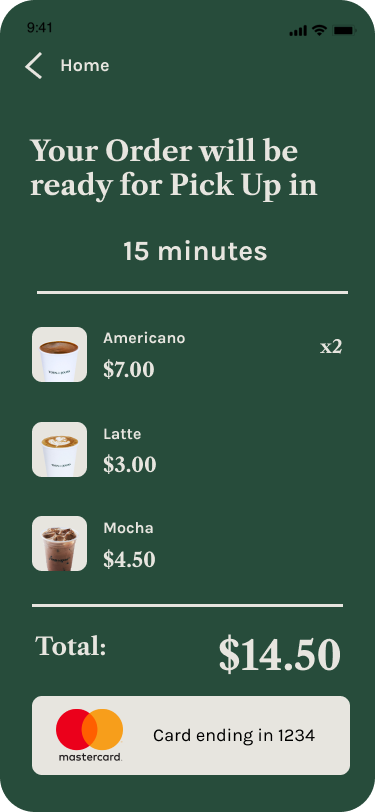 9:41
Home
Your Order will be
ready for Pick Up in
15 minutes
Americano
x2
$7.00
Latte
$3.00
Mocha
$4.50
Total:
$14.50
mastercard.
Card ending in 1234